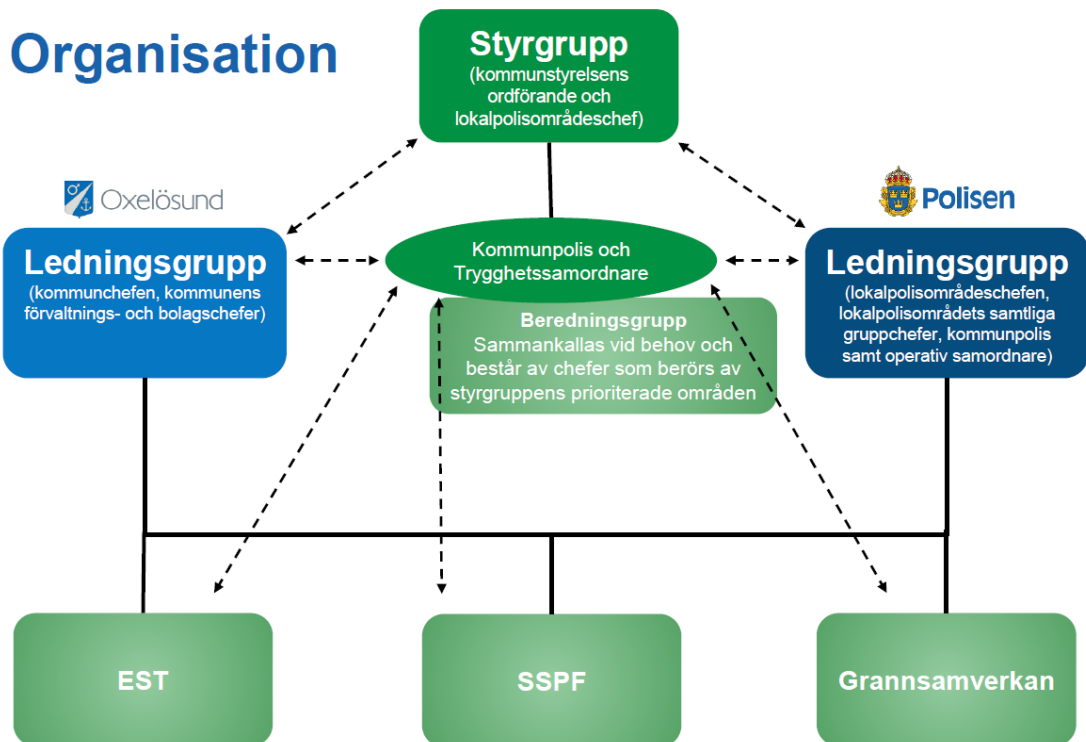 Organisation
Styrgrupp
(kommunstyrelsens
ordförande och
lokalpolisområdeschef)
Oxelösund
Polisen
Ledningsgrupp
(kommunchefen, kommunens
förvaltnings- och bolagschefer)
Kommunpolis och
Trygghetssamordnare
Ledningsgrupp
(lokalpolisområdeschefen,
lokalpolisområdets samtliga
gruppchefer, kommunpolis
samt operativ samordnare)
Beredningsgrupp
Sammankallas vid behov och
består av chefer som berörs av
styrgruppens prioriterade områden
EST
SSPF
Grannsamverkan